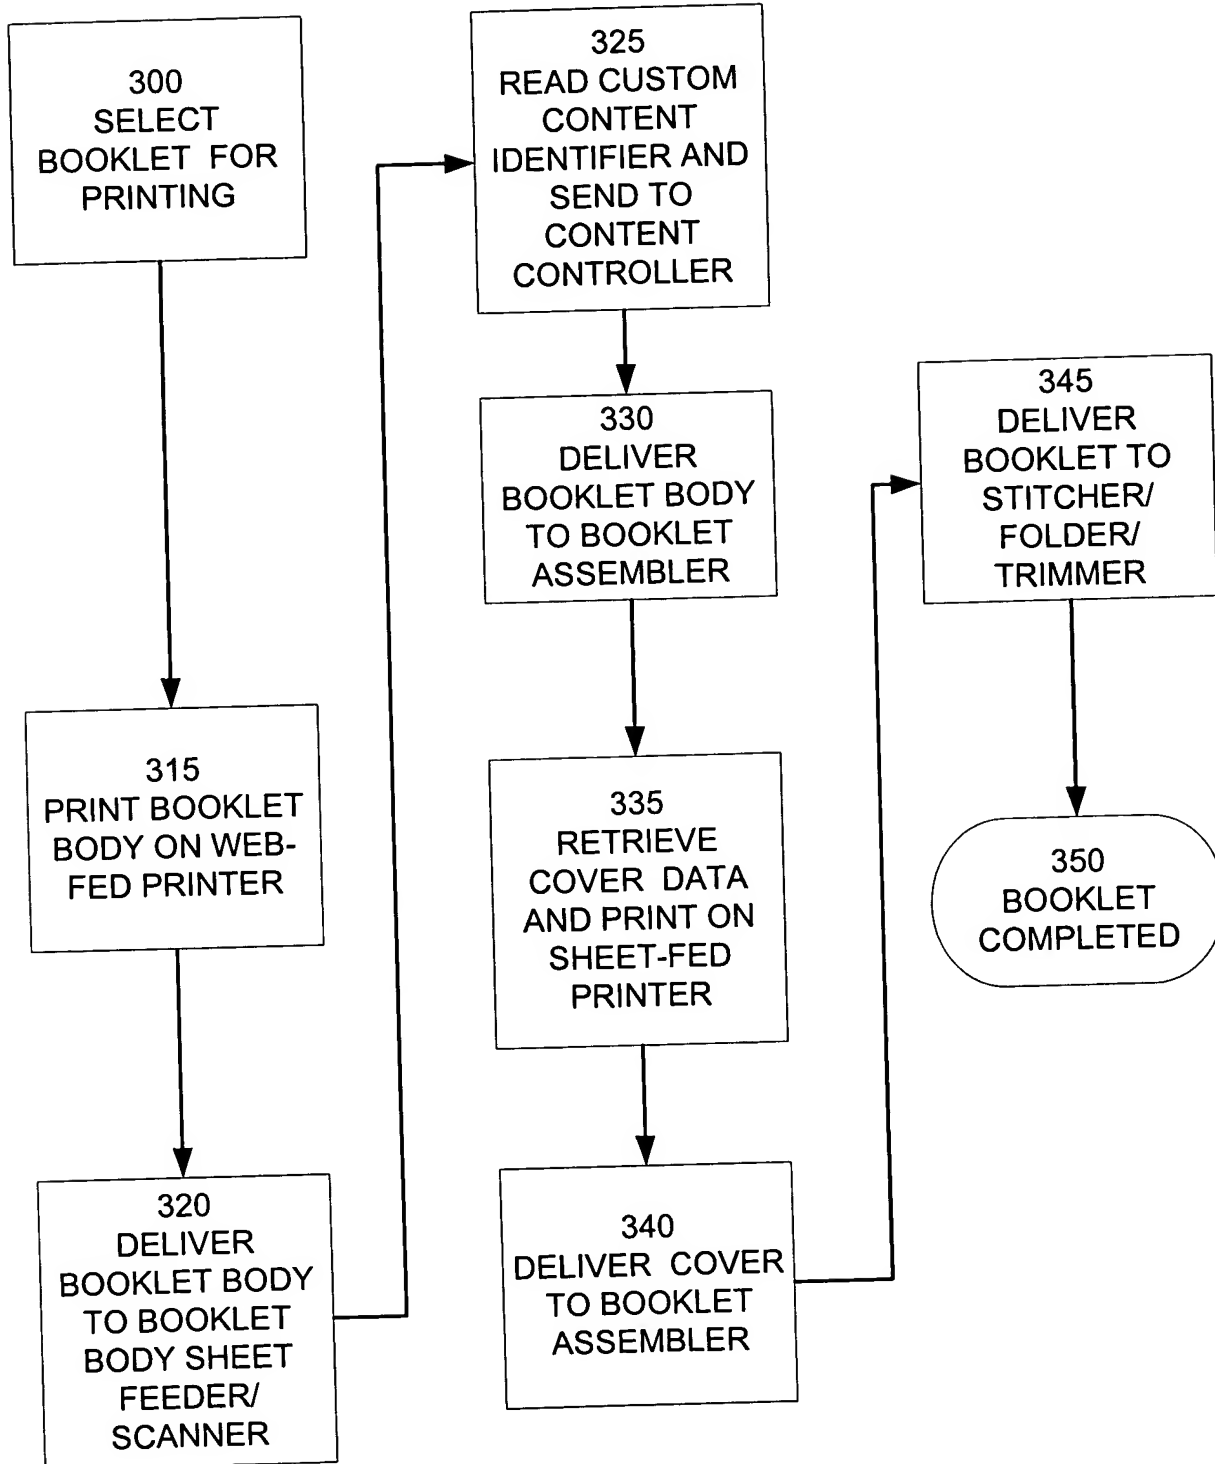 300
SELECT
BOOKLET FOR
PRINTING
315
PRINT BOOKLET
BODY ON WEB-
FED PRINTER
320
DELIVER
BOOKLET BODY
TO BOOKLET
BODY SHEET
FEEDER/
SCANNER
325
READ CUSTOM
CONTENT
IDENTIFIER AND
SEND TO
CONTENT
CONTROLLER
330
DELIVER
BOOKLET BODY
TO BOOKLET
ASSEMBLER
335
RETRIEVE
COVER DATA
AND PRINT ON
SHEET-FED
PRINTER
340
DELIVER COVER
TO BOOKLET
ASSEMBLER
345
DELIVER
BOOKLET TO
STITCHER/
FOLDER/
TRIMMER
350
BOOKLET
COMPLETED